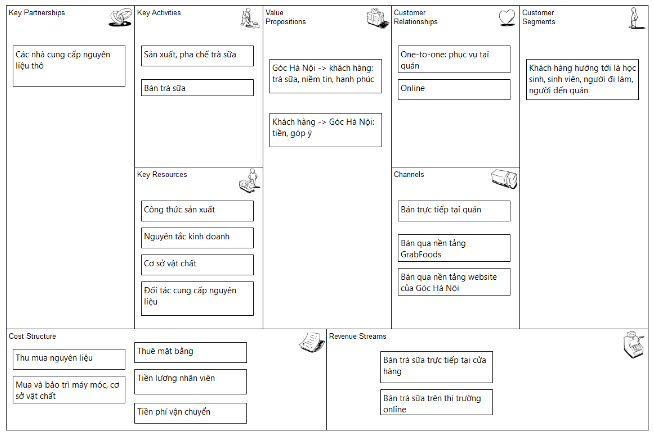 Key Partnerships
Các nhà cung cấp nguyên
liệu thô
Key Activities
Sản xuất, pha chế trà sữa
Bán trà sữa
Key Resources
Công thức sản xuất
Nguyên tắc kinh doanh
Cơ sở vật chất
Đối tác cung cấp nguyên
liệu
Value
Propositions
Góc Hà Nội -> khách hàng:
trà sữa, niềm tin, hạnh phúc
Khách hàng -> Góc Hà Nội:
tiền, góp ý
Customer
Relationships
One-to-one: phục vụ tại
quán
Online
Channels
Bán trực tiếp tại quán
Bán qua nền tảng
GrabFoods
Bán qua nền tảng website
của Góc Hà Nội
Customer
Segments
Khách hàng hướng tới là học
sinh, sinh viên, người đi làm,
người đến quán
Cost Structure
Thu mua nguyên liệu
Mua và bảo trì máy móc, cơ
sở vật chất
Thuê mặt bằng
Tiền lương nhân viên
Tiền phí vận chuyển
Revenue Streams
Bán trà sữa trực tiếp tại cửa
hàng
Bán trà sữa trên thị trường
online